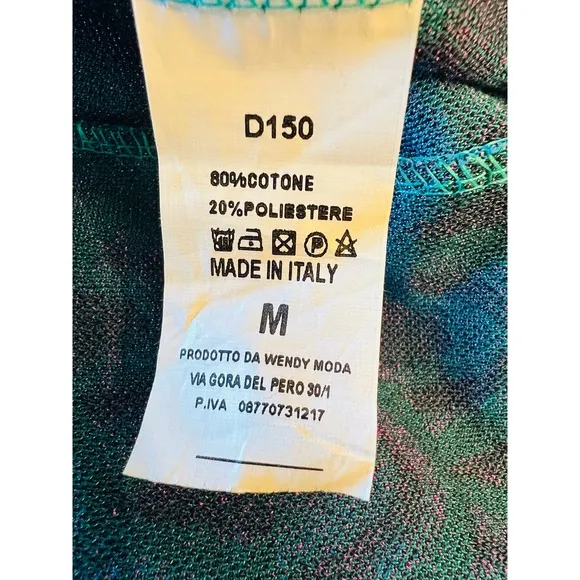 D150
80%COTONE
20%POLIESTERE
MADE IN ITALY
M
PRODOTTO DA WENDY MODA
VIA GORA DEL PERO 30/1
P.IVA 08770731217